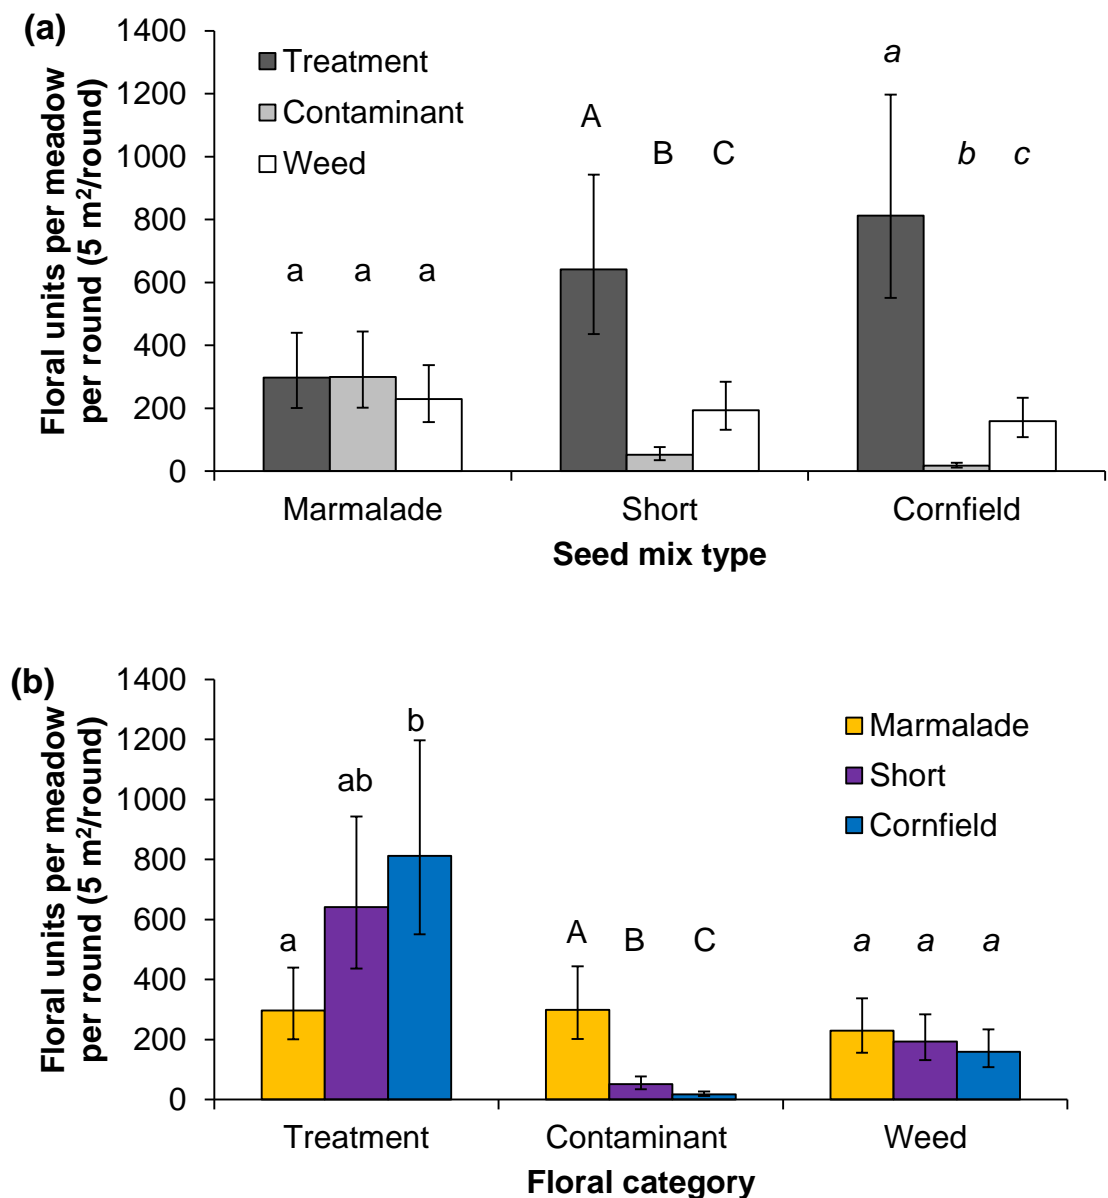 (a)
Floral units per meadow
per round (5 m²/round)
1400
1200
1000
800
600
400
200
0
Treatment
Contaminant
Weed
a a a
A B C
a b c
Marmalade Short Cornfield
Seed mix type
(b)
Floral units per meadow
per round (5 m²/round)
1400
1200
1000
800
600
400
200
0
Marmalade
Short
Cornfield
a ab b
A B C
a a a
Treatment Contaminant Weed
Floral category